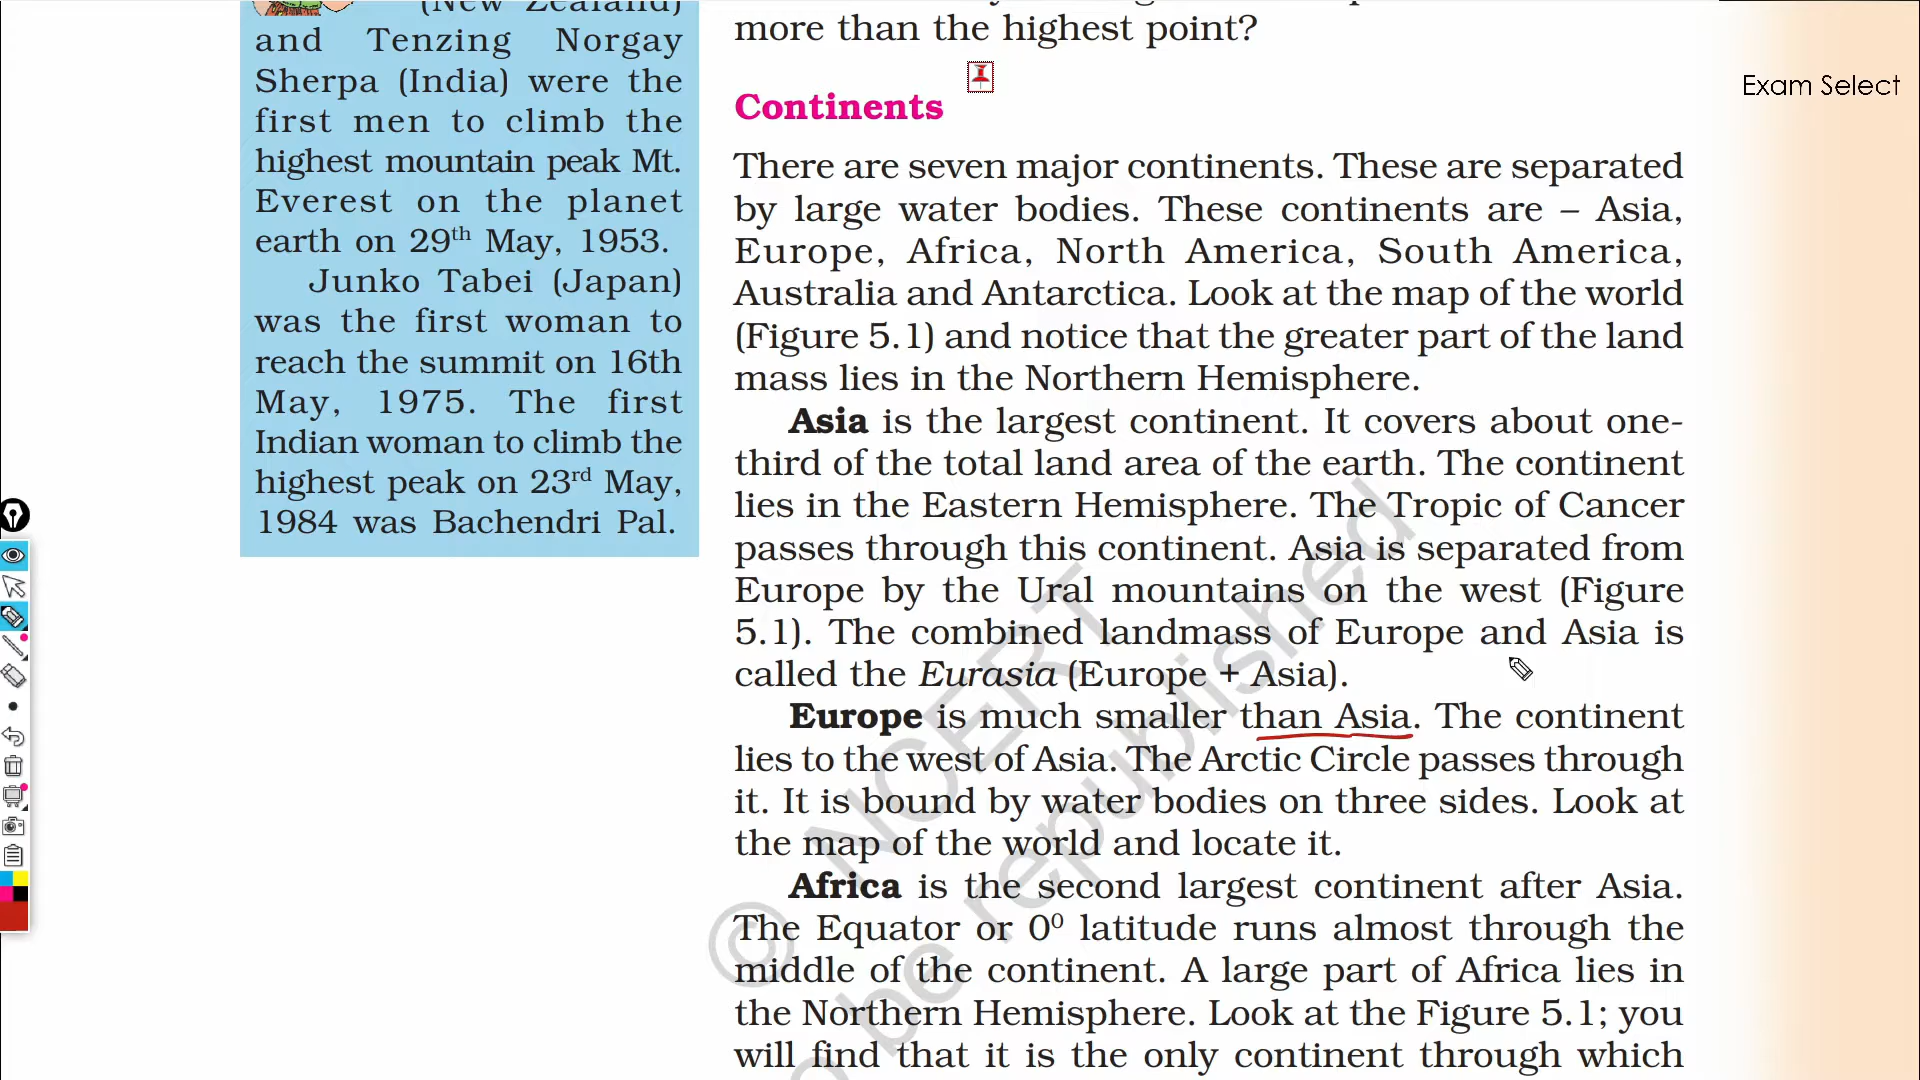 (New Zealand)
and Tenzing Norgay
Sherpa (India) were the
first men to climb the
highest mountain peak Mt.
Everest on the planet
earth on 29th May, 1953.
Junko Tabei (Japan)
was the first woman to
reach the summit on 16th
May, 1975. The first
Indian woman to climb the
highest peak on 23rd May,
1984 was Bachendri Pal.
more than the highest point?
Continents
There are seven major continents. These are separated
by large water bodies. These continents are – Asia,
Europe, Africa, North America, South America,
Australia and Antarctica. Look at the map of the world
(Figure 5.1) and notice that the greater part of the land
mass lies in the Northern Hemisphere.
Asia is the largest continent. It covers about one-
third of the total land area of the earth. The continent
lies in the Eastern Hemisphere. The Tropic of Cancer
passes through this continent. Asia is separated from
Europe by the Ural mountains on the west (Figure
5.1). The combined landmass of Europe and Asia is
called the Eurasia (Europe + Asia).
Europe is much smaller than Asia. The continent
lies to the west of Asia. The Arctic Circle passes through
it. It is bound by water bodies on three sides. Look at
the map of the world and locate it.
Africa is the second largest continent after Asia.
The Equator or 0⁰ latitude runs almost through the
middle of the continent. A large part of Africa lies in
the Northern Hemisphere. Look at the Figure 5.1; you
will find that it is the only continent through which
Exam Select
© NCERT
be republished